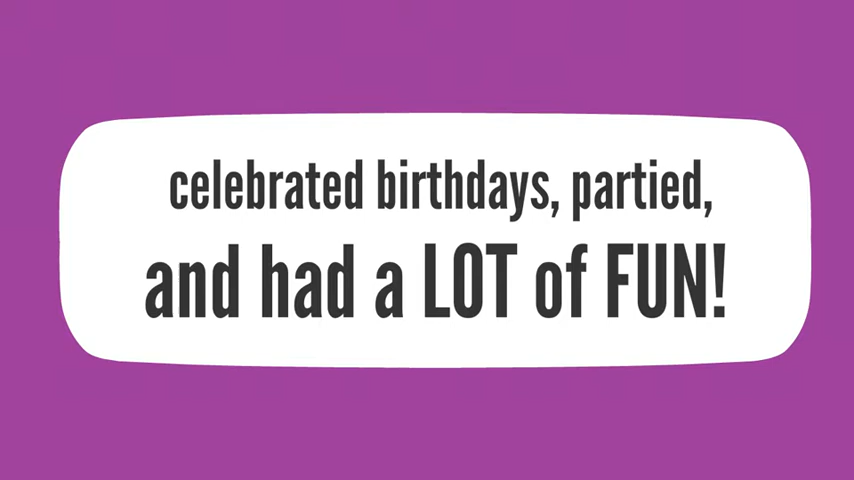 celebrated birthdays, partied,
and had a LOT of FUN!